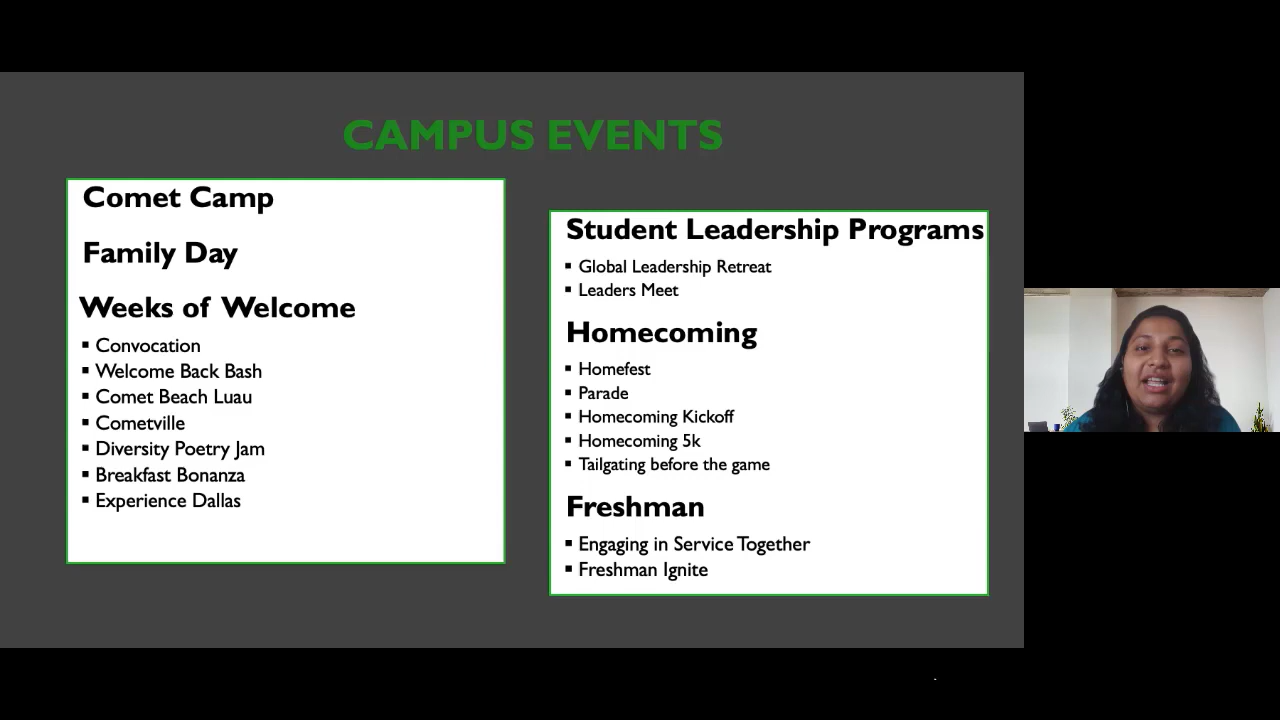 CAMPUS EVENTS
Comet Camp
Family Day
Weeks of Welcome
▪ Convocation
▪ Welcome Back Bash
▪ Comet Beach Luau
▪ Cometville
▪ Diversity Poetry Jam
▪ Breakfast Bonanza
▪ Experience Dallas
Student Leadership Programs
▪ Global Leadership Retreat
▪ Leaders Meet
Homecoming
▪ Homefest
▪ Parade
▪ Homecoming Kickoff
▪ Homecoming 5k
▪ Tailgating before the game
Freshman
▪ Engaging in Service Together
▪ Freshman Ignite